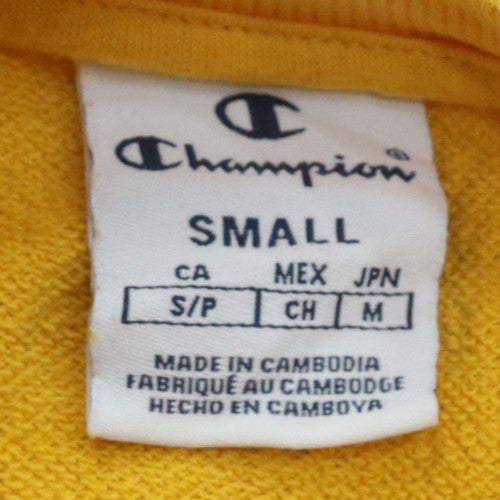 Champion®
SMALL
CA MEX JPN
S/P CH M
MADE IN CAMBODIA
FABRIQUÉ AU CAMBODGE
HECHO EN CAMBOYA